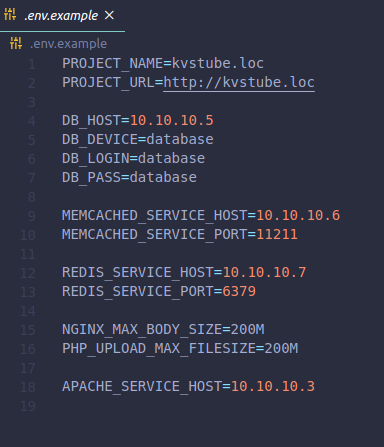 .env.example ×
.env.example
1 PROJECT_NAME=kvstube.loc
2 PROJECT_URL=http://kvstube.loc
3
4 DB_HOST=10.10.10.5
5 DB_DEVICE=database
6 DB_LOGIN=database
7 DB_PASS=database
8
9 MEMCACHED_SERVICE_HOST=10.10.10.6
10 MEMCACHED_SERVICE_PORT=11211
11
12 REDIS_SERVICE_HOST=10.10.10.7
13 REDIS_SERVICE_PORT=6379
14
15 NGINX_MAX_BODY_SIZE=200M
16 PHP_UPLOAD_MAX_FILESIZE=200M
17
18 APACHE_SERVICE_HOST=10.10.10.3
19